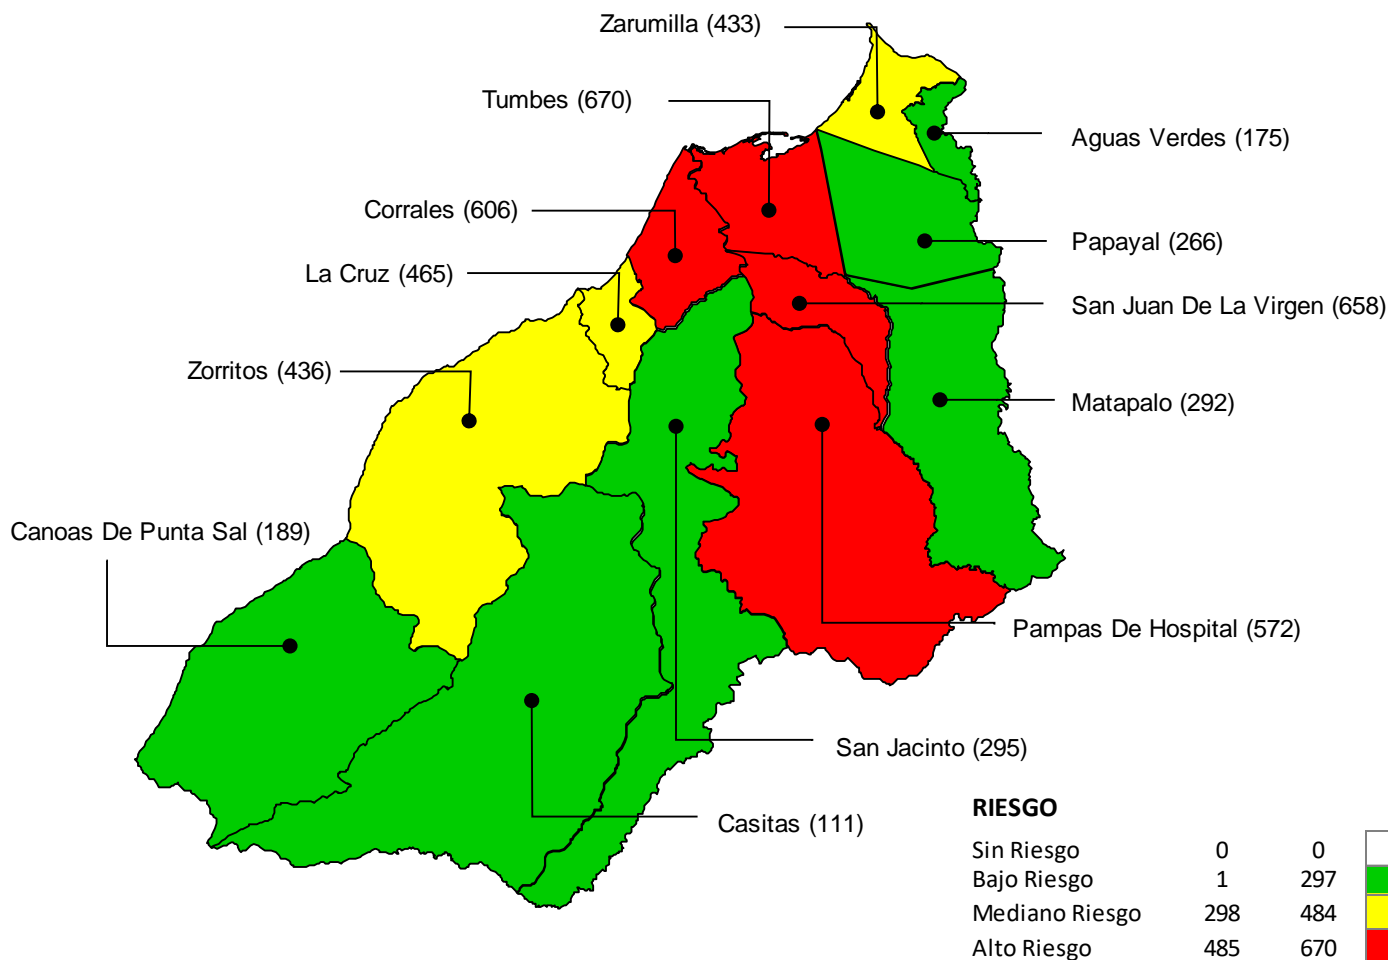 Zarumilla (433)
Tumbes (670)
Aguas Verdes (175)
Corrales (606)
Papayal (266)
La Cruz (465)
San Juan De La Virgen (658)
Zorritos (436)
Matapalo (292)
Canoas De Punta Sal (189)
Pampas De Hospital (572)
San Jacinto (295)
Casitas (111)
RIESGO
Sin Riesgo 0 0
Bajo Riesgo 1 297
Mediano Riesgo 298 484
Alto Riesgo 485 670